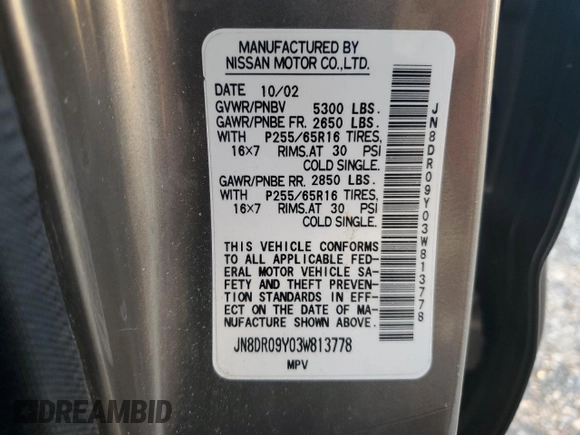 MANUFACTURED BY
NISSAN MOTOR CO.,LTD.
DATE 10/02
GVWR/PNBV 5300 LBS.
GAWR/PNBE FR. 2650 LBS.
WITH P255/65R16 TIRES,
16×7 RIMS,AT 30 PSI
COLD SINGLE.
GAWR/PNBE RR. 2850 LBS.
WITH P255/65R16 TIRES,
16×7 RIMS,AT 30 PSI
COLD SINGLE.
THIS VEHICLE CONFORMS
TO ALL APPLICABLE FED-
ERAL MOTOR VEHICLE SA-
FETY AND THEFT PREVEN-
TION STANDARDS IN EFF-
ECT ON THE DATE OF MA-
NUFACTURE SHOWN ABOVE.
JN8DR09Y03W813778
MPV
JN8DR09Y03W813778
DREAMBID